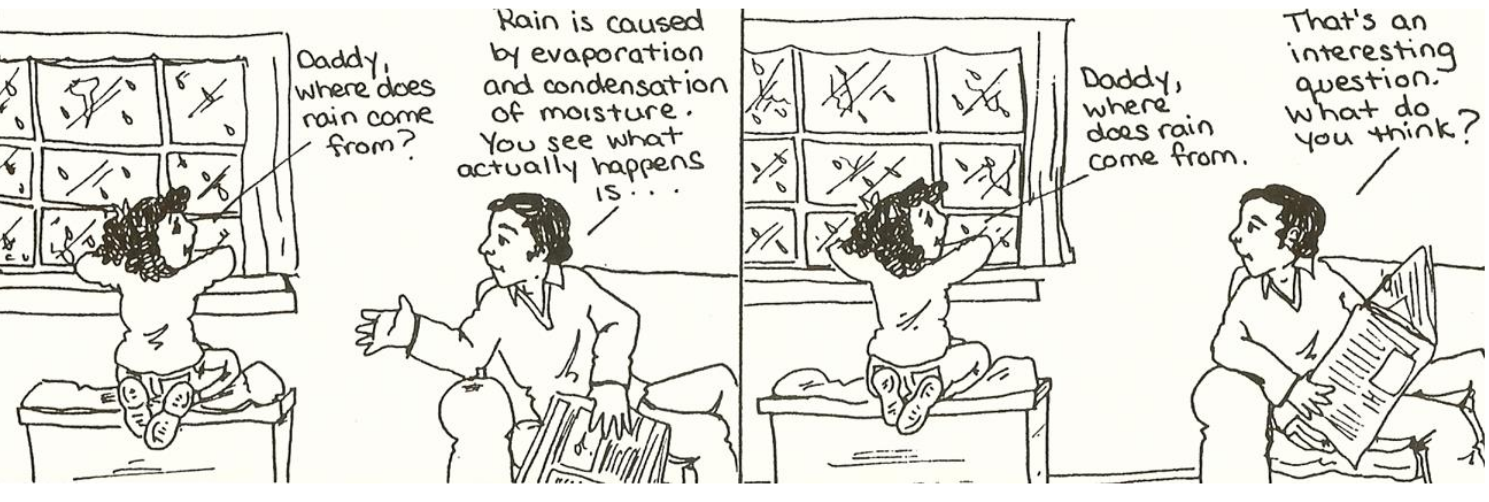 Daddy,
where does
rain come
from?
Rain is caused
by evaporation
and condensation
of moisture.
You see what
actually happens
is...
Daddy,
where
does rain
come from.
That's an
interesting
question.
What do
you think?